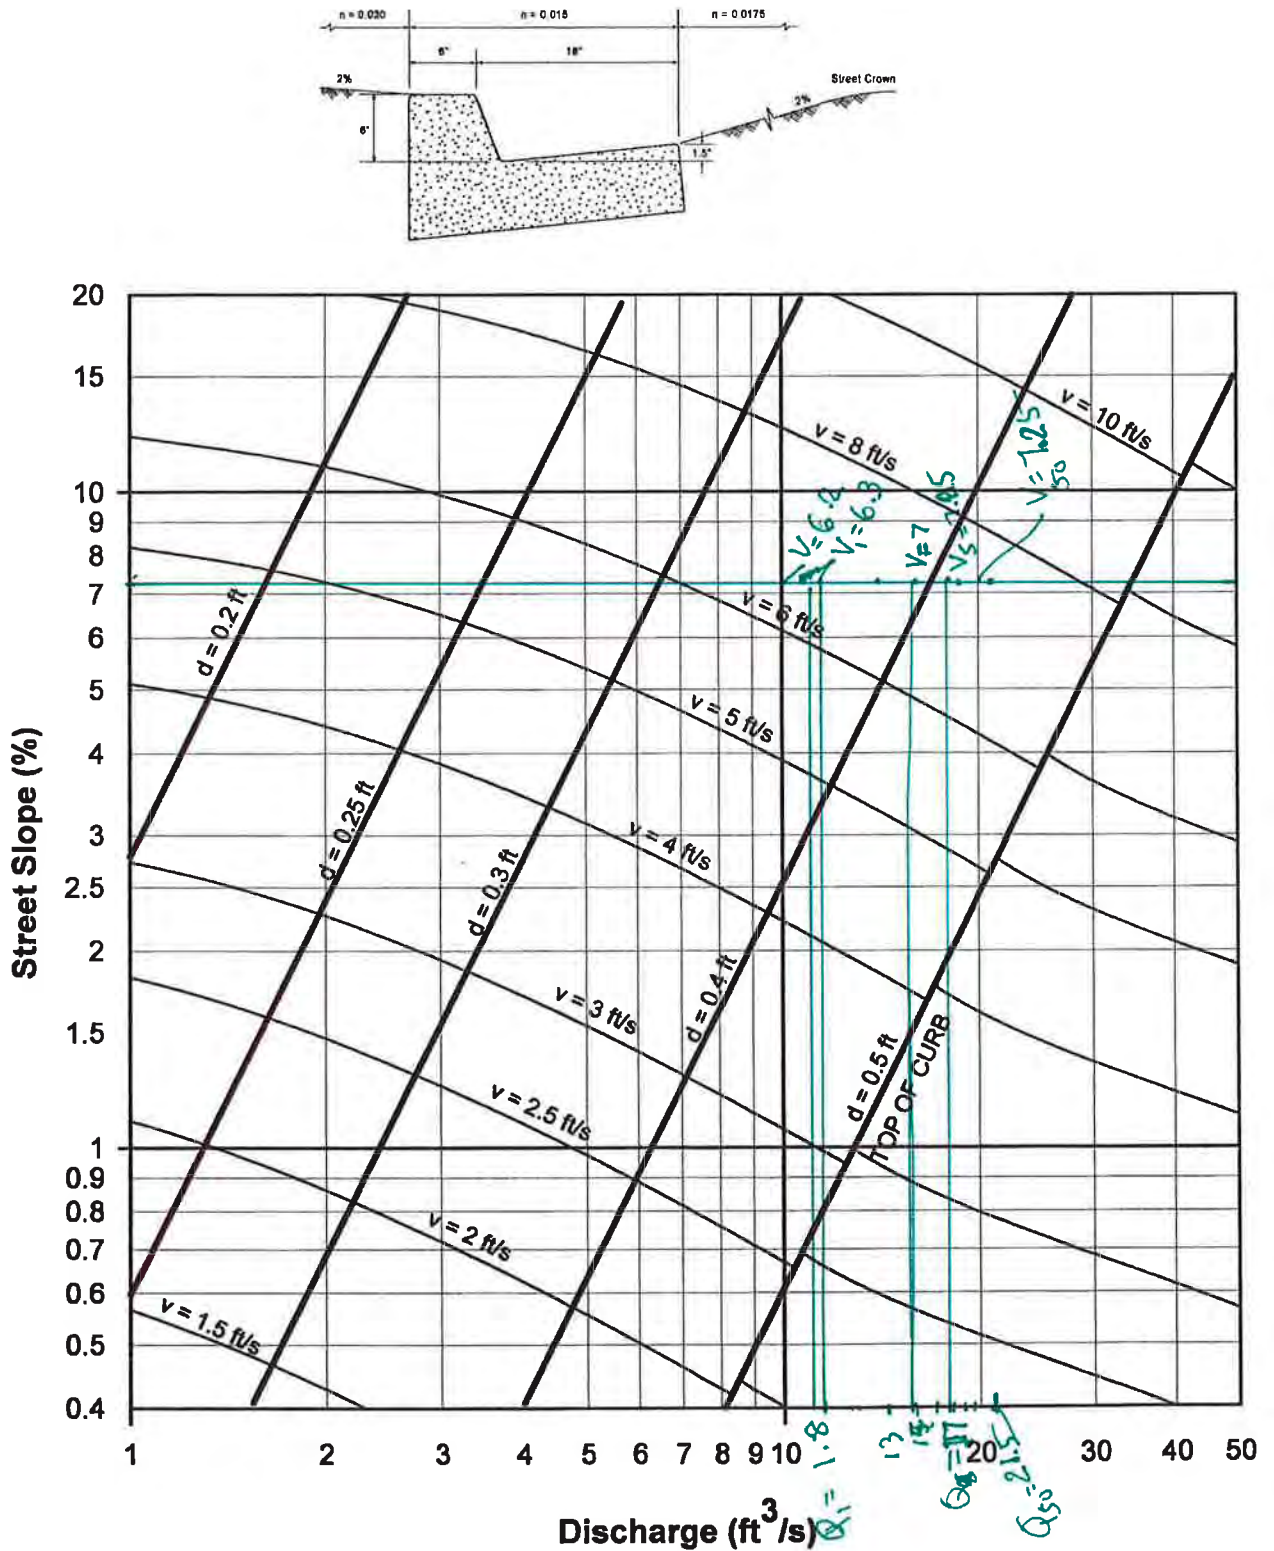 n = 0.020
n = 0.015
n = 0.0175
6"
18"
2%
6"
1.5"
2%
Street Crown
Street Slope (%)
20
15
10
9
8
7
6
5
4
3
2.5
2
1.5
1
0.9
0.8
0.7
0.6
0.5
0.4
d = 0.2 ft
d = 0.25 ft
d = 0.3 ft
d = 0.4 ft
d = 0.5 ft
TOP OF CURB
v = 10 ft/s
v = 8 ft/s
v = 6 ft/s
v = 5 ft/s
v = 4 ft/s
v = 3 ft/s
v = 2.5 ft/s
v = 2 ft/s
v = 1.5 ft/s
V=6.2
V1=6.3
V=7
V50=7.25
1 2 3 4 5 6 7 8 9 10 20 30 40 50
Q1=
13
Q50=21.5
Discharge (ft³/s)